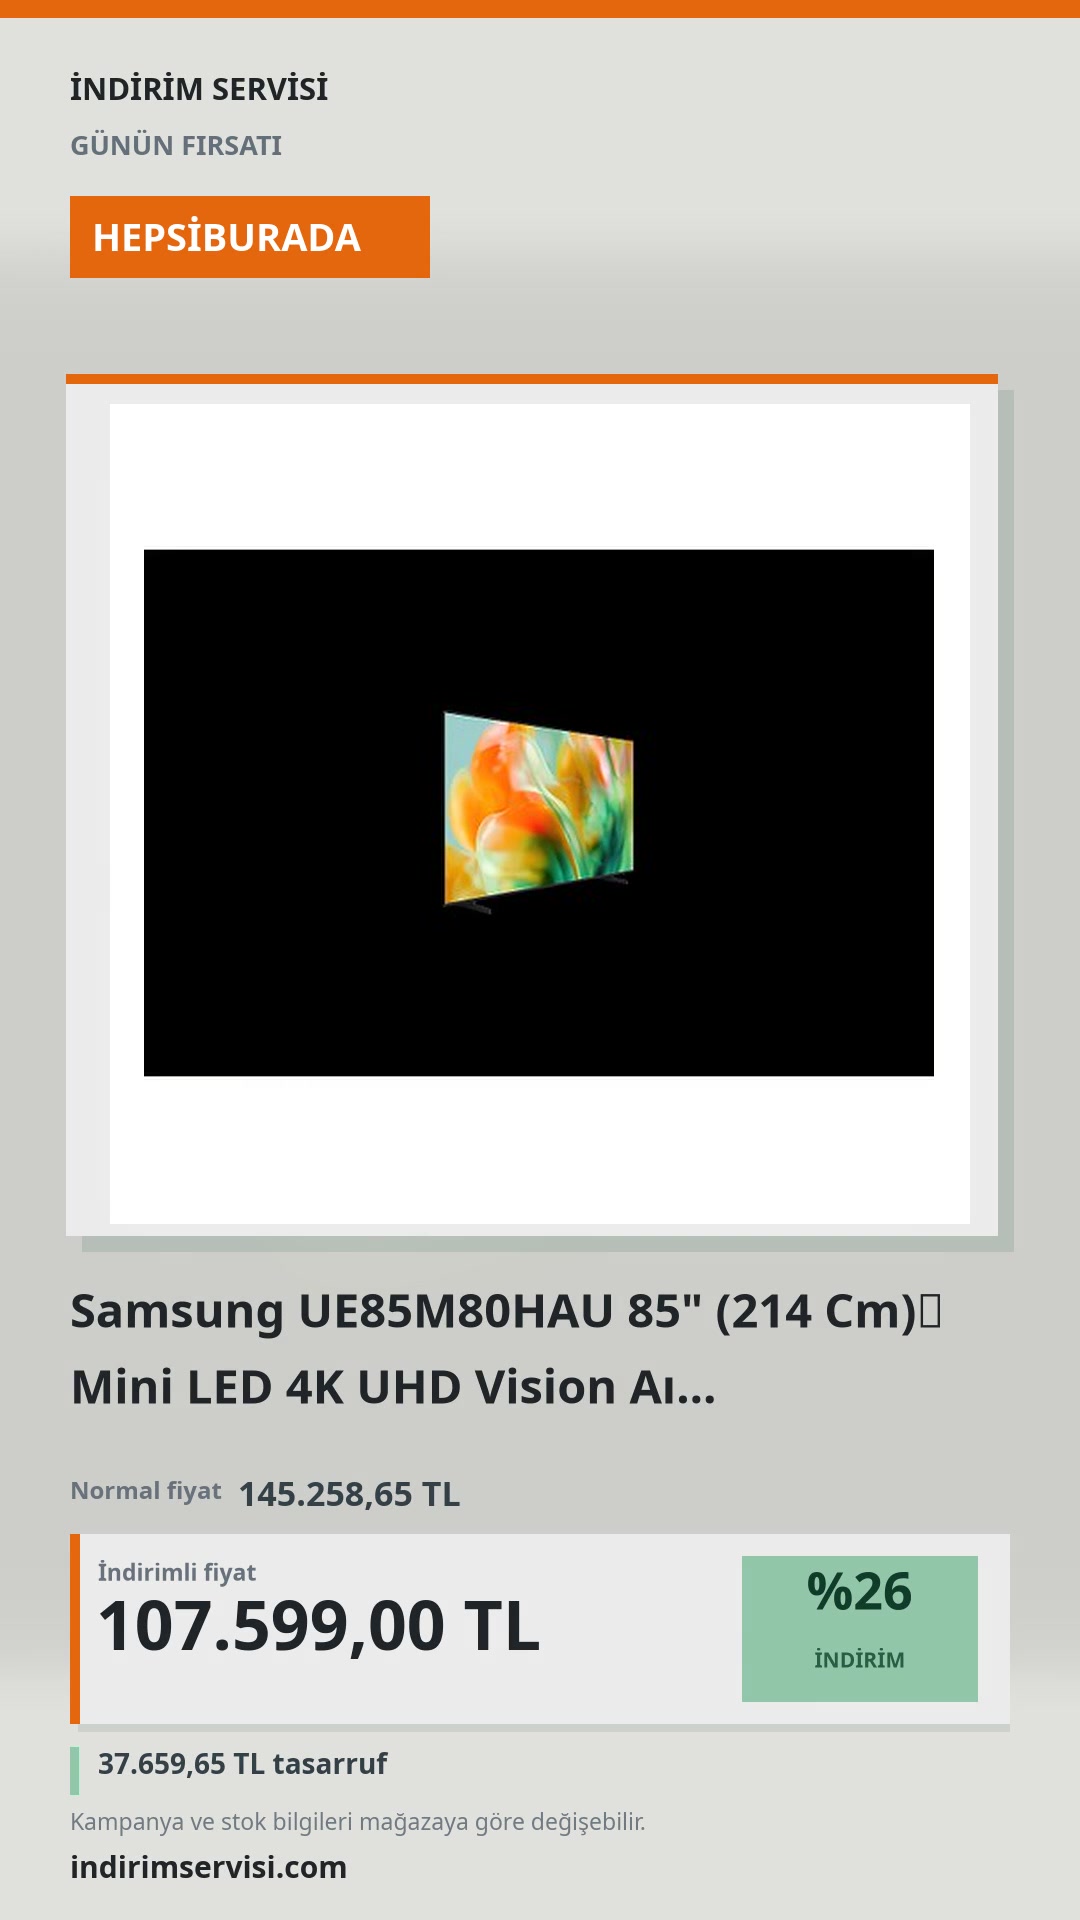 İNDİRİM SERVİSİ
GÜNÜN FIRSATI
HEPSİBURADA
Samsung UE85M80HAU 85" (214 Cm)
Mini LED 4K UHD Vision Aı...
Normal fiyat 145.258,65 TL
İndirimli fiyat
107.599,00 TL
%26
İNDİRİM
37.659,65 TL tasarruf
Kampanya ve stok bilgileri mağazaya göre değişebilir.
indirimservisi.com